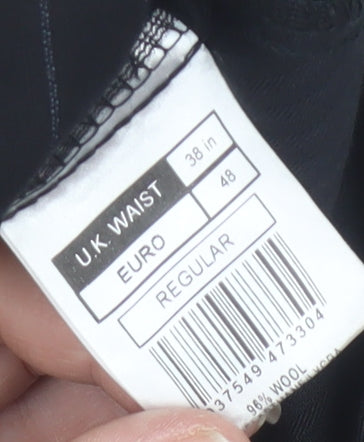 U.K. WAIST 38 in
EURO 48
REGULAR
37549 473304
96% WOOL